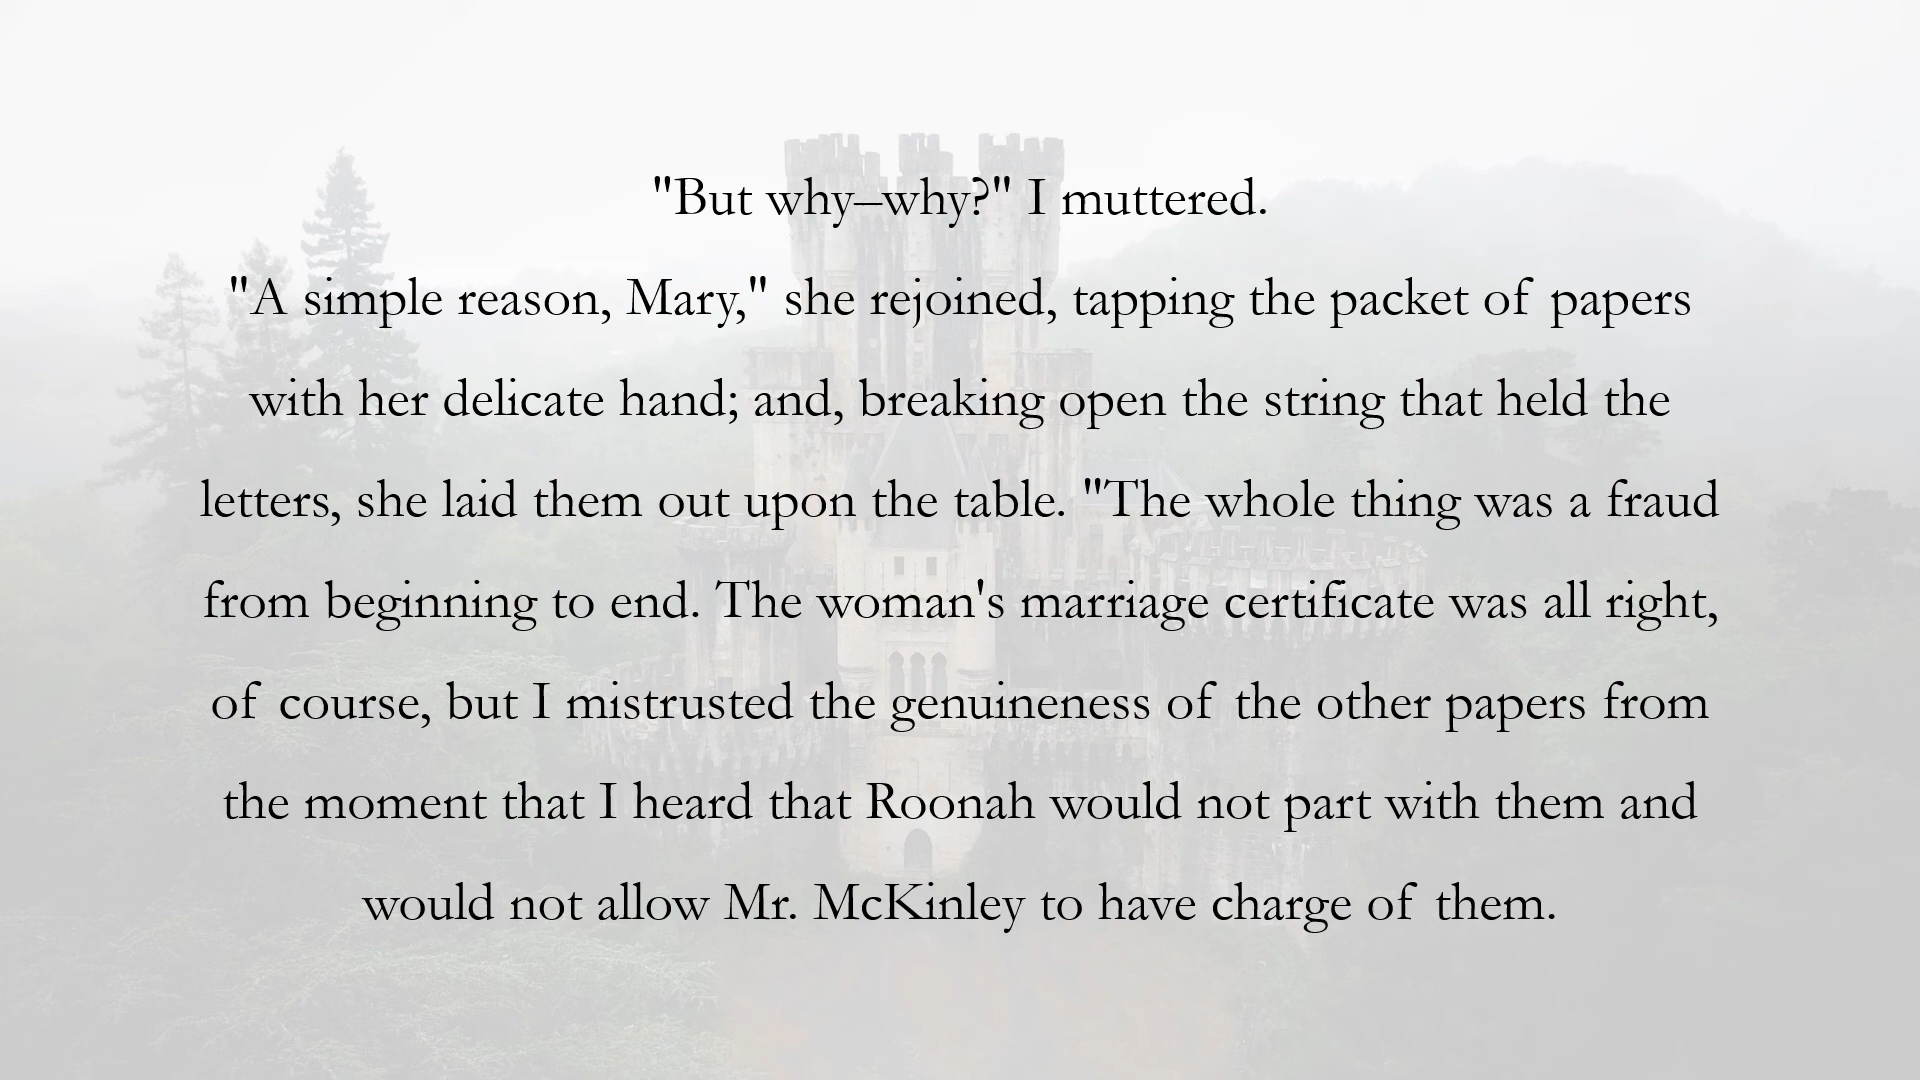 "But why–why?" I muttered.
"A simple reason, Mary," she rejoined, tapping the packet of papers
with her delicate hand; and, breaking open the string that held the
letters, she laid them out upon the table. "The whole thing was a fraud
from beginning to end. The woman's marriage certificate was all right,
of course, but I mistrusted the genuineness of the other papers from
the moment that I heard that Roonah would not part with them and
would not allow Mr. McKinley to have charge of them.